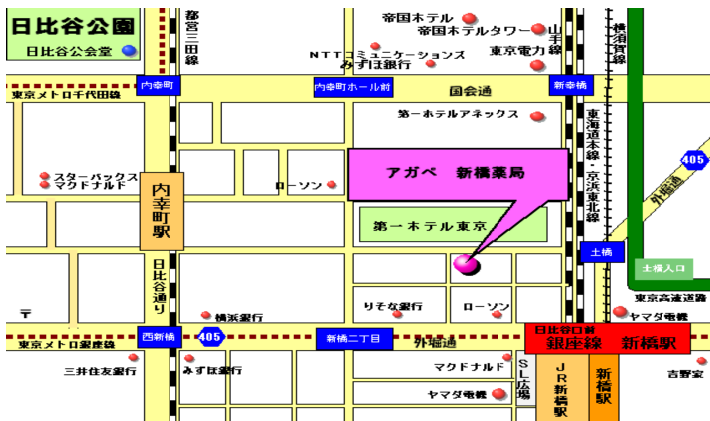 日比谷公園
日比谷公会堂
都営三田線
帝国ホテル
帝国ホテルタワー
NTTコミュニケーションズ
みずほ銀行
東京電力
山手線
横須賀線
東京メトロ千代田線
内幸町
内幸町ホール前
国会通
新幸橋
第一ホテルアネックス
東海道本線・京浜東北線
405
外堀通
スターバックス
マクドナルド
内幸町駅
ローソン
アガペ 新橋薬局
第一ホテル東京
土橋
土橋入口
日比谷通り
〒
横浜銀行
りそな銀行
ローソン
東京高速道路
ヤマダ電機
西新橋
405
新橋二丁目
外堀通
日比谷口前
銀座線 新橋駅
東京メトロ銀座線
三井住友銀行
みずほ銀行
マクドナルド
SL広場
JR新橋駅
新橋駅
吉野家
ヤマダ電機